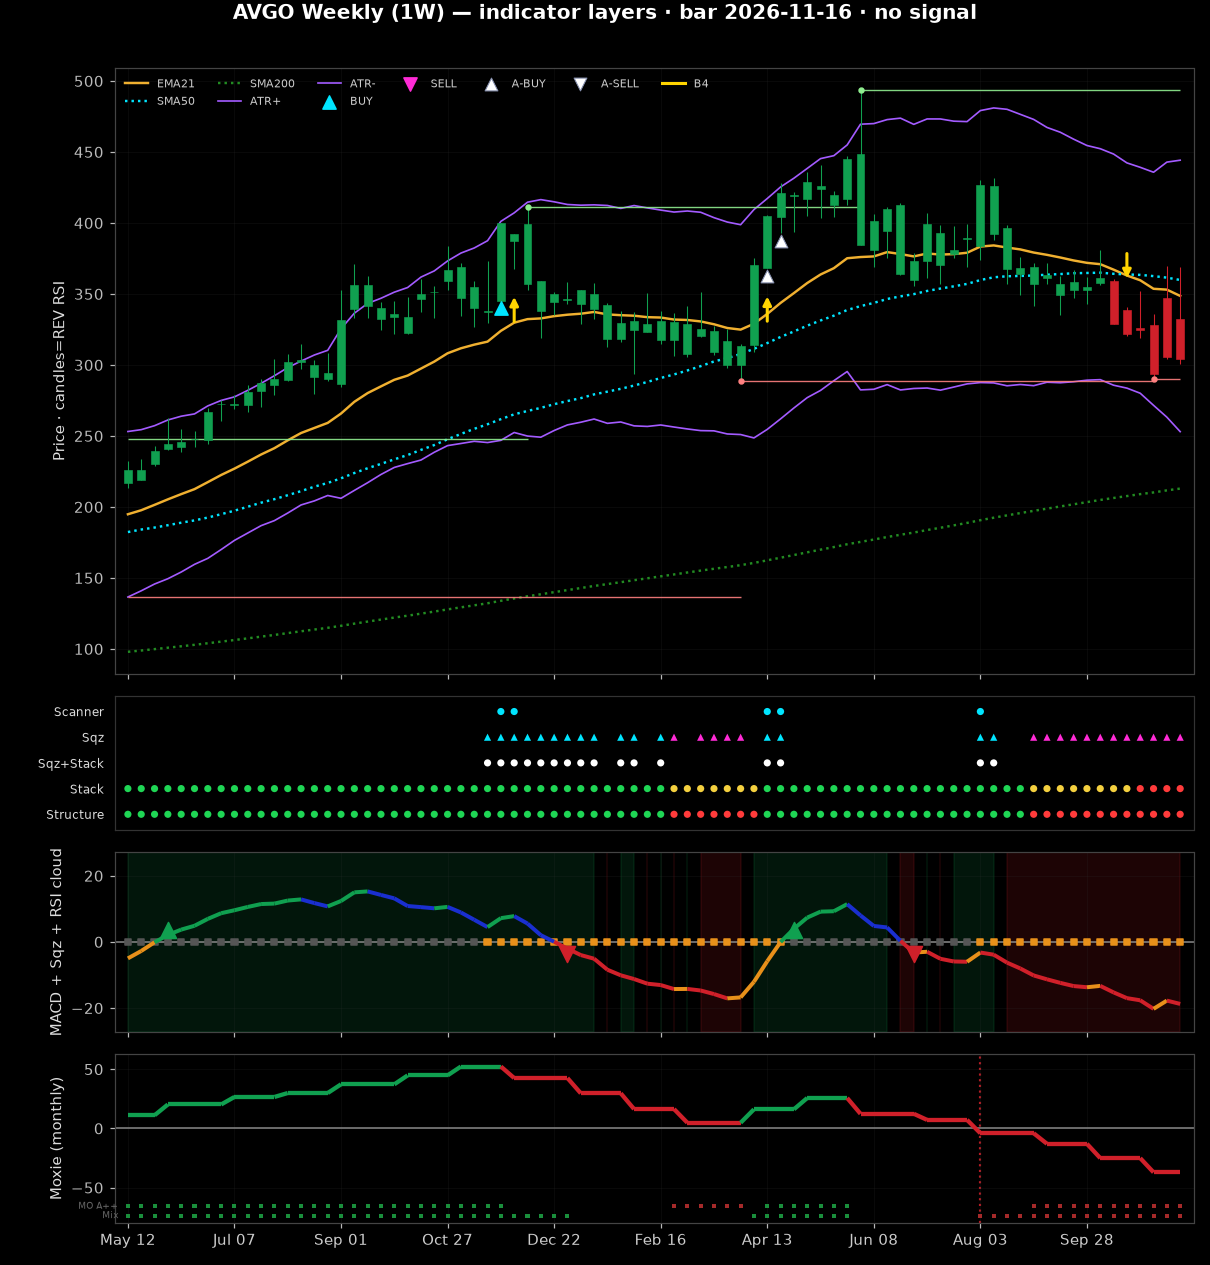 AVGO Weekly (1W) — indicator layers · bar 2026-11-16 · no signal
EMA21 SMA200 ATR- SELL A-BUY A-SELL B4
SMA50 ATR+ BUY
Price · candles=REV RSI
500
450
400
350
300
250
200
150
100
Scanner
Sqz
Sqz+Stack
Stack
Structure
MACD + Sqz + RSI cloud
20
0
−20
Moxie (monthly)
50
0
−50
MO A++
Mix
May 12 Jul 07 Sep 01 Oct 27 Dec 22 Feb 16 Apr 13 Jun 08 Aug 03 Sep 28